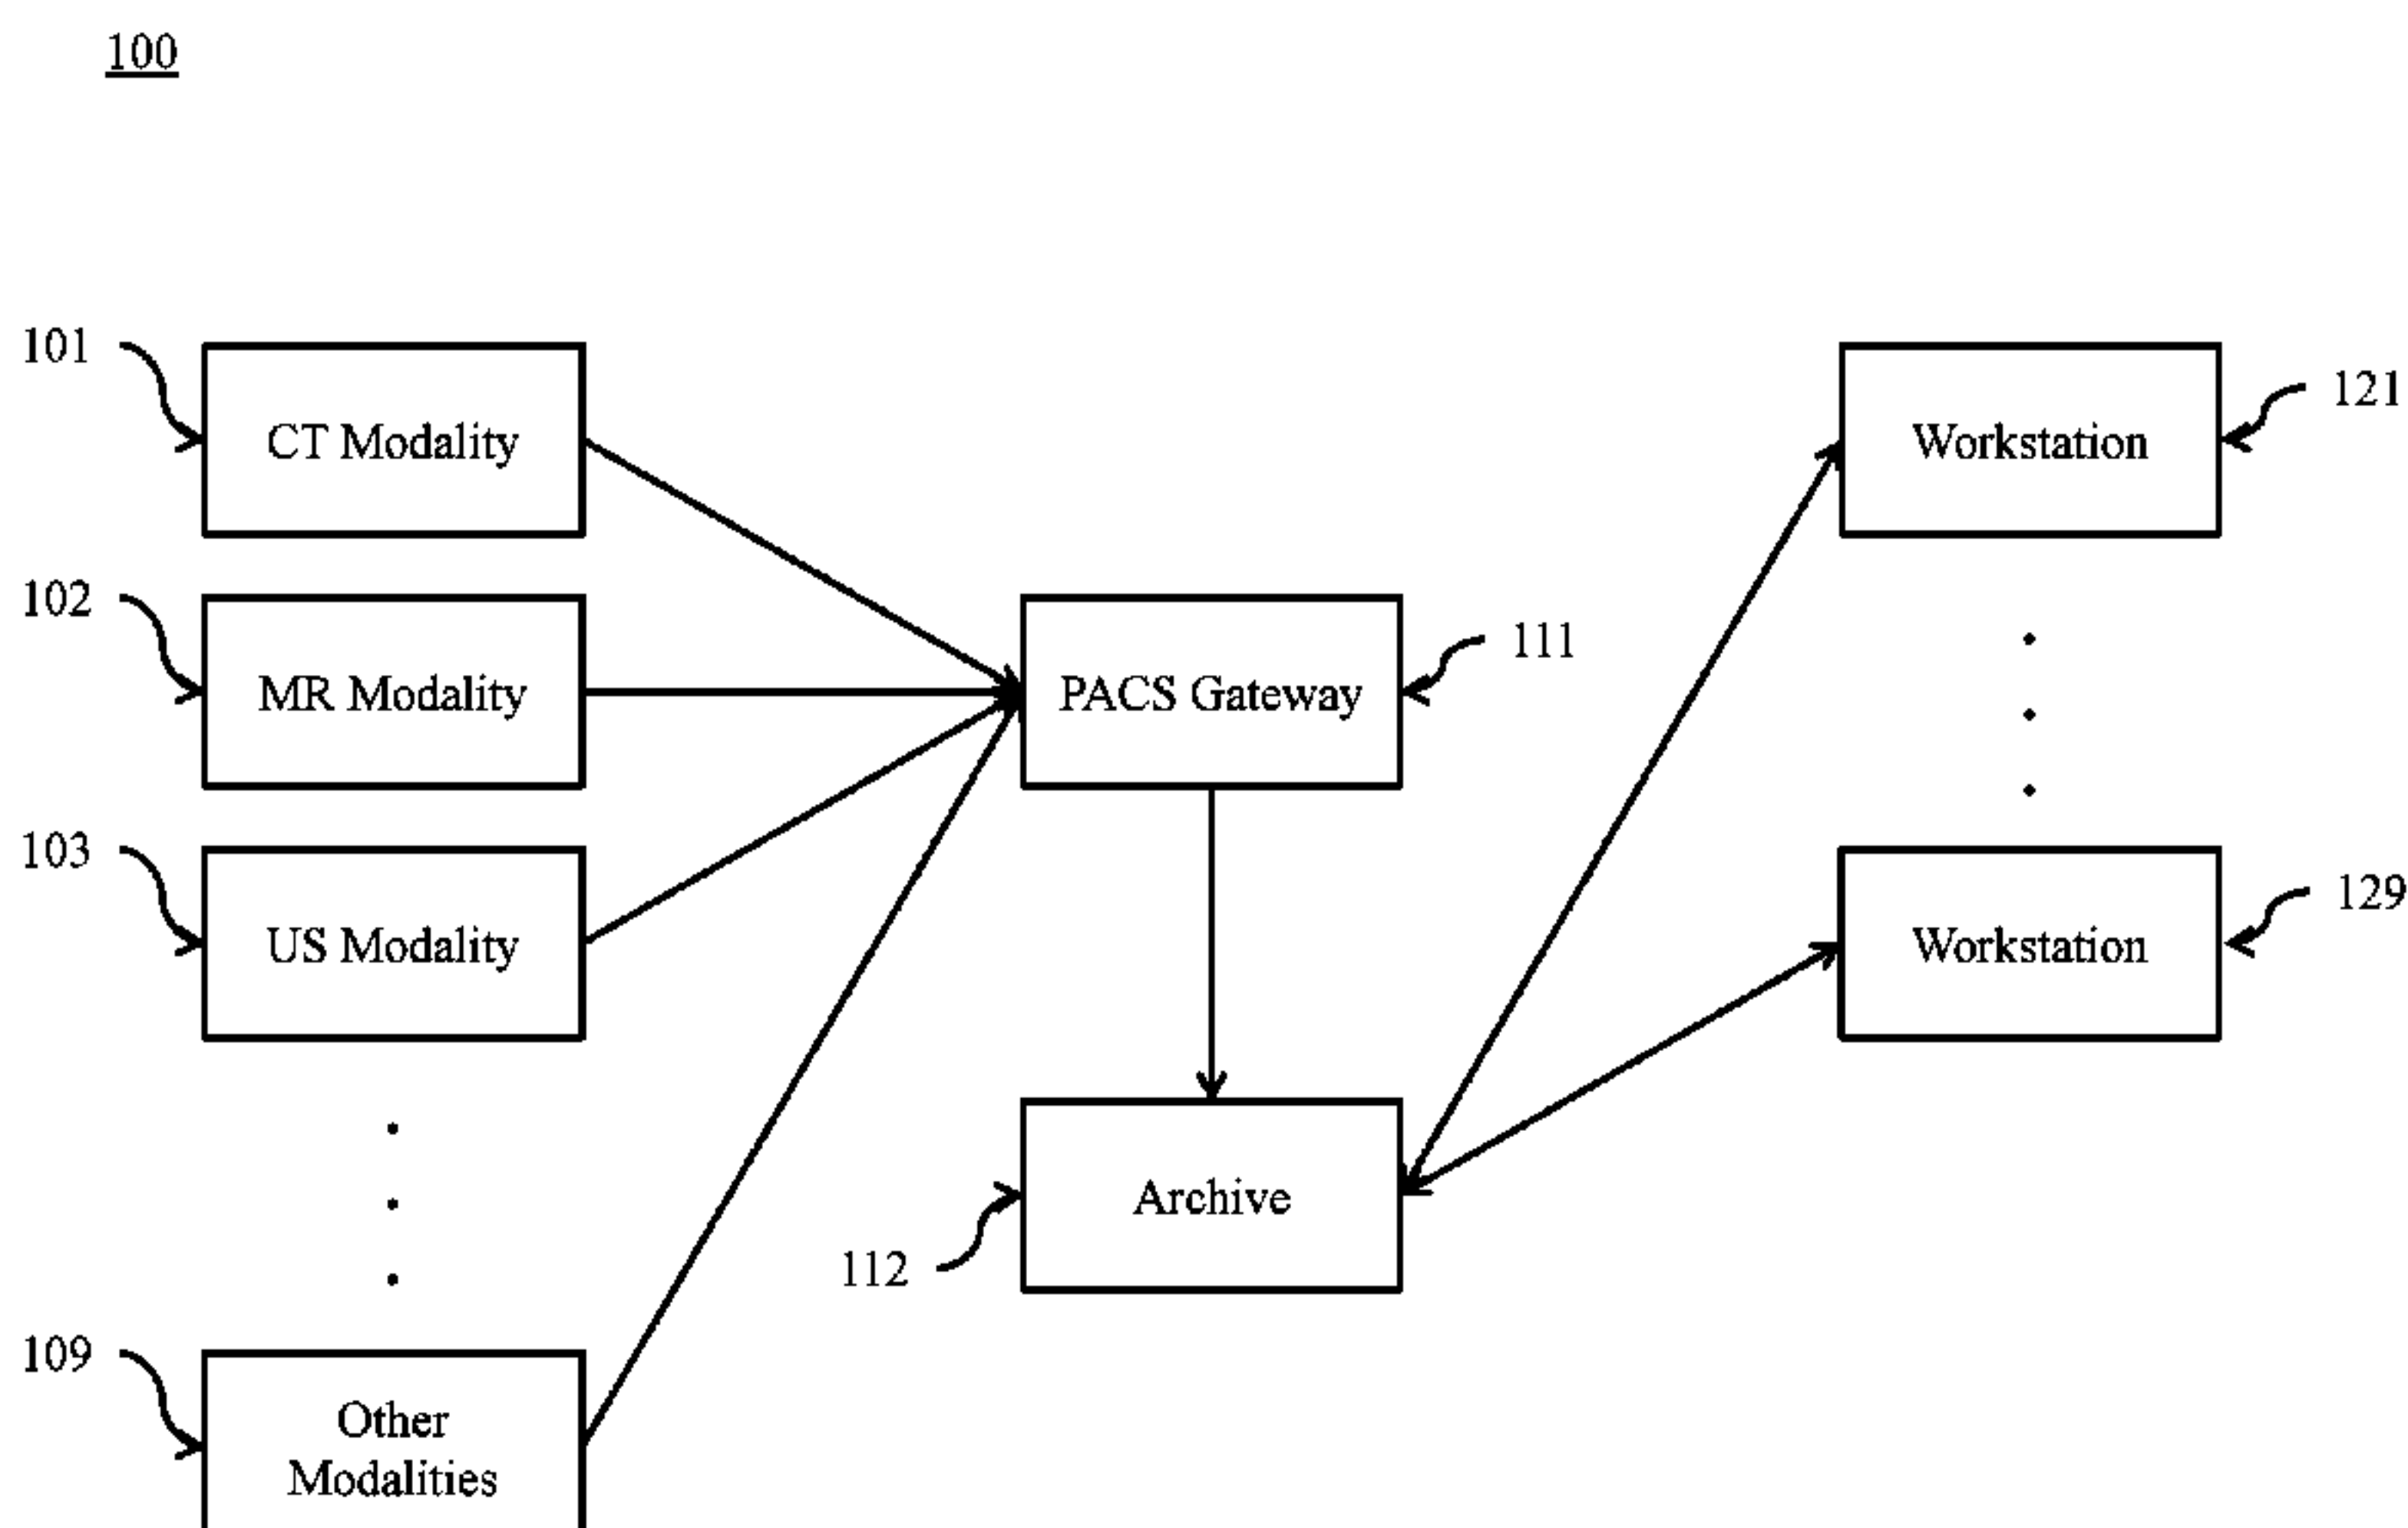 100
101
CT Modality
Workstation
121
102
MR Modality
PACS Gateway
111
103
US Modality
Workstation
129
Archive
112
109
Other
Modalities